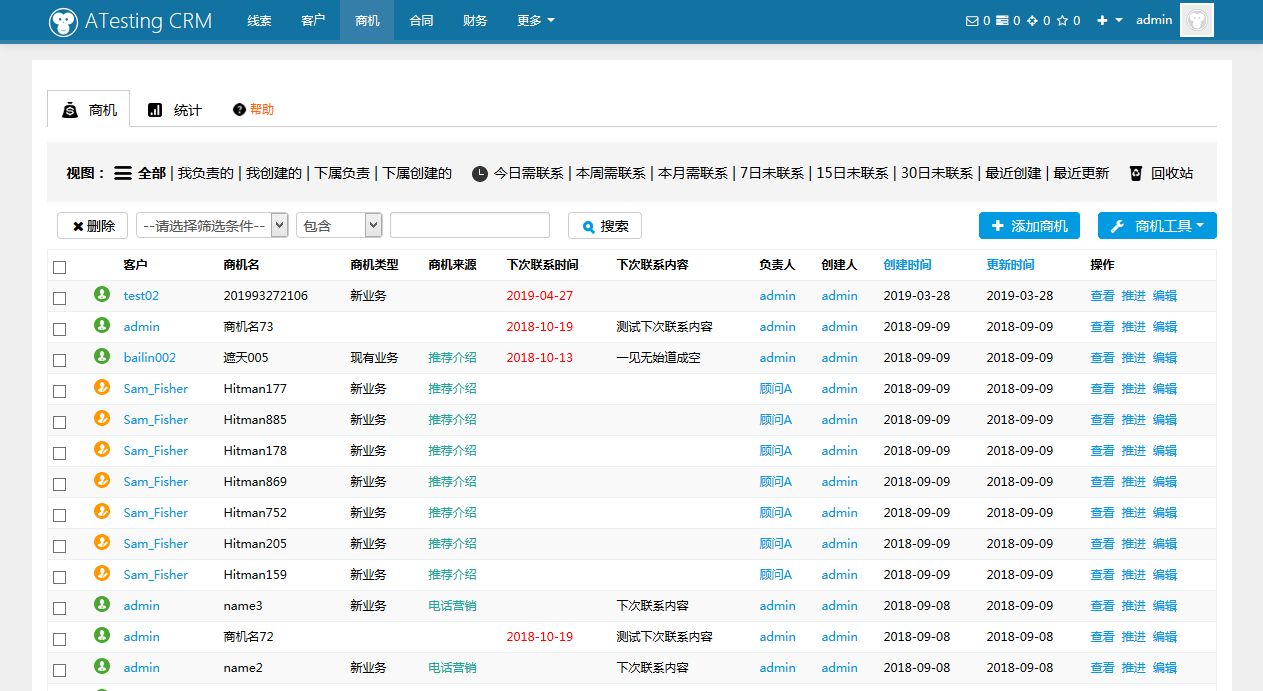 ATesting CRM 线索 客户 商机 合同 财务 更多 0 0 0 0 admin
商机 统计 帮助
视图： 全部 | 我负责的 | 我创建的 | 下属负责 | 下属创建的 今日需联系 | 本周需联系 | 本月需联系 | 7日未联系 | 15日未联系 | 30日未联系 | 最近创建 | 最近更新 回收站
删除 --请选择筛选条件-- 包含 搜索 添加商机 商机工具
客户 商机名 商机类型 商机来源 下次联系时间 下次联系内容 负责人 创建人 创建时间 更新时间 操作
test02 201993272106 新业务 2019-04-27 admin admin 2019-03-28 2019-03-28 查看 推进 编辑
admin 商机名73 2018-10-19 测试下次联系内容 admin admin 2018-09-09 2018-09-09 查看 推进 编辑
bailin002 遮天005 现有业务 推荐介绍 2018-10-13 一见无始道成空 admin admin 2018-09-09 2018-09-09 查看 推进 编辑
Sam_Fisher Hitman177 新业务 推荐介绍 顾问A admin 2018-09-09 2018-09-09 查看 推进 编辑
Sam_Fisher Hitman885 新业务 推荐介绍 顾问A admin 2018-09-09 2018-09-09 查看 推进 编辑
Sam_Fisher Hitman178 新业务 推荐介绍 顾问A admin 2018-09-09 2018-09-09 查看 推进 编辑
Sam_Fisher Hitman869 新业务 推荐介绍 顾问A admin 2018-09-09 2018-09-09 查看 推进 编辑
Sam_Fisher Hitman752 新业务 推荐介绍 顾问A admin 2018-09-09 2018-09-09 查看 推进 编辑
Sam_Fisher Hitman205 新业务 推荐介绍 顾问A admin 2018-09-09 2018-09-09 查看 推进 编辑
Sam_Fisher Hitman159 新业务 推荐介绍 顾问A admin 2018-09-09 2018-09-09 查看 推进 编辑
admin name3 新业务 电话营销 下次联系内容 admin admin 2018-09-08 2018-09-09 查看 推进 编辑
admin 商机名72 2018-10-19 测试下次联系内容 admin admin 2018-09-08 2018-09-08 查看 推进 编辑
admin name2 新业务 电话营销 下次联系内容 admin admin 2018-09-08 2018-09-08 查看 推进 编辑